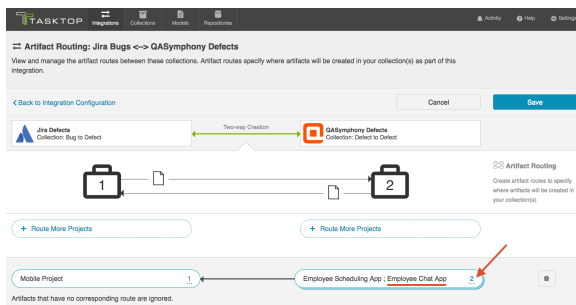 TASKTOP
Integrations
Collections
Models
Repositories
Activity
Help
Settings
Artifact Routing: Jira Bugs <--> QASymphony Defects
View and manage the artifact routes between these collections. Artifact routes specify where artifacts will be created in your collection(s) as part of this
integration.
Back to Integration Configuration
Cancel
Save
Jira Defects
Collection: Bug to Defect
Two-way Creation
QASymphony Defects
Collection: Defect to Defect
1
2
Artifact Routing
Create artifact routes to specify
where artifacts will be created in
your collection(s).
+ Route More Projects
+ Route More Projects
Mobile Project 1
Employee Scheduling App ; Employee Chat App 2
Artifacts that have no corresponding route are ignored.